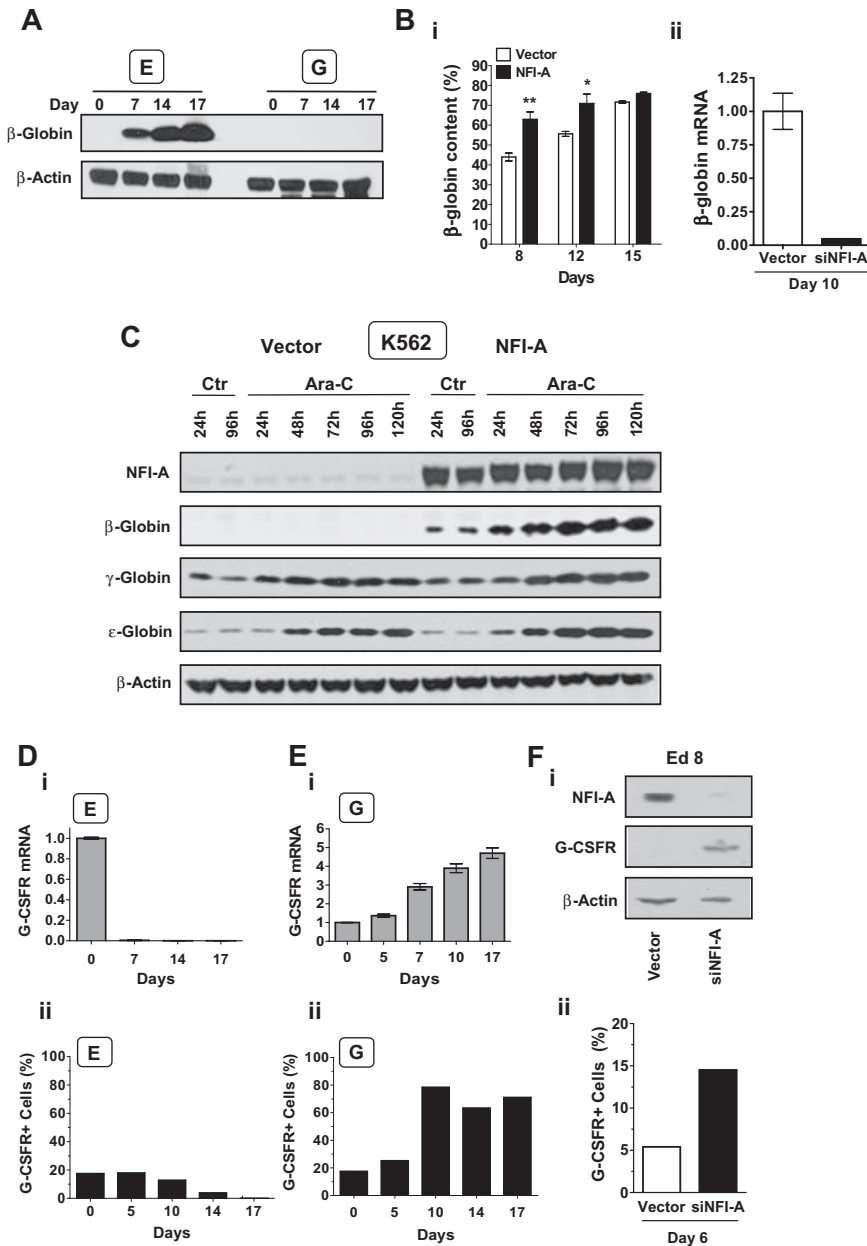 A
E
G
Day 0 7 14 17 0 7 14 17
β-Globin
β-Actin
B
i
Vector
NFI-A
β-globin content (%)
90
80
70
60
50
40
30
20
10
0
**
*
8 12 15
Days
ii
β-globin mRNA
1.25
1.00
0.75
0.50
0.25
0.00
Vector siNFI-A
Day 10
C
Vector K562 NFI-A
Ctr Ara-C Ctr Ara-C
24h 96h 24h 48h 72h 96h 120h 24h 96h 24h 48h 72h 96h 120h
NFI-A
β-Globin
γ-Globin
ε-Globin
β-Actin
D
i
E
G-CSFR mRNA
1.0
0.8
0.6
0.4
0.2
0.0
0 7 14 17
Days
ii
E
G-CSFR+ Cells (%)
100
80
60
40
20
0
0 5 10 14 17
Days
E
i
G
G-CSFR mRNA
6
5
4
3
2
1
0
0 5 7 10 17
Days
ii
G
G-CSFR+ Cells (%)
100
80
60
40
20
0
0 5 10 14 17
Days
F
i
Ed 8
NFI-A
G-CSFR
β-Actin
Vector siNFI-A
ii
G-CSFR+ Cells (%)
20
15
10
5
0
Vector siNFI-A
Day 6